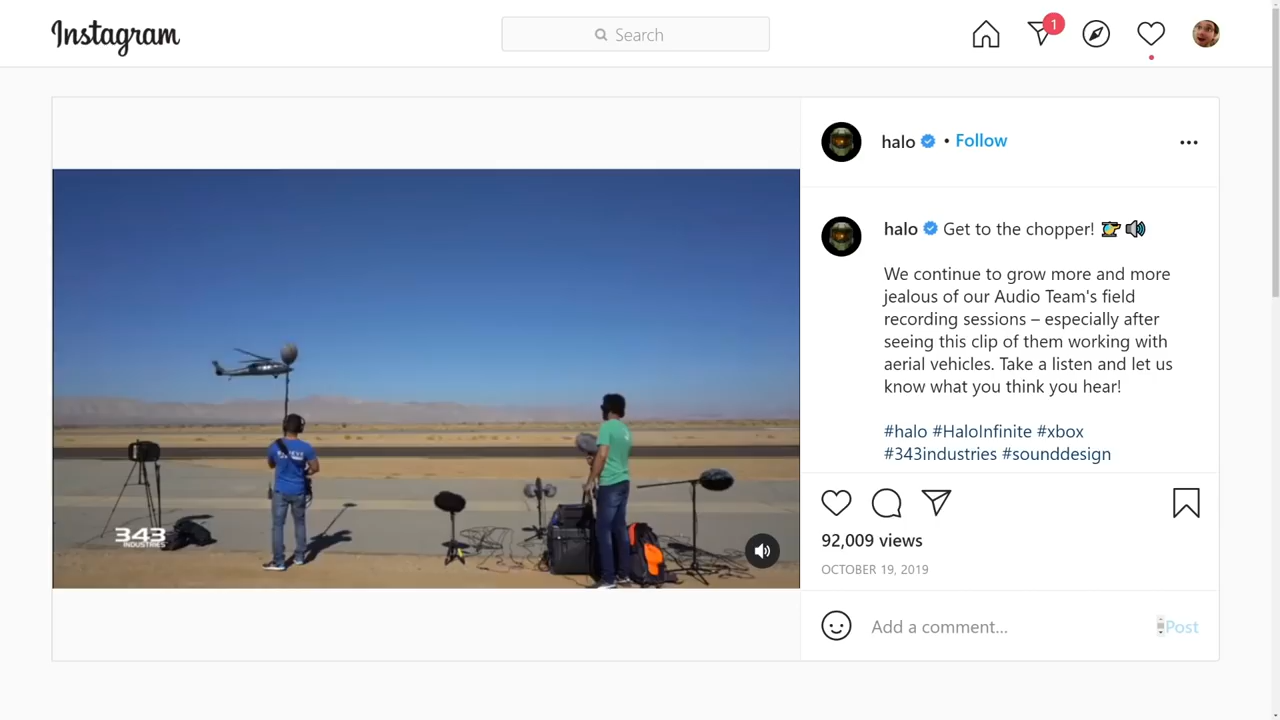 Instagram
Search
1
halo • Follow
halo Get to the chopper!
We continue to grow more and more
jealous of our Audio Team's field
recording sessions – especially after
seeing this clip of them working with
aerial vehicles. Take a listen and let us
know what you think you hear!
#halo #HaloInfinite #xbox
#343industries #sounddesign
343
INDUSTRIES
92,009 views
OCTOBER 19, 2019
Add a comment...
Post